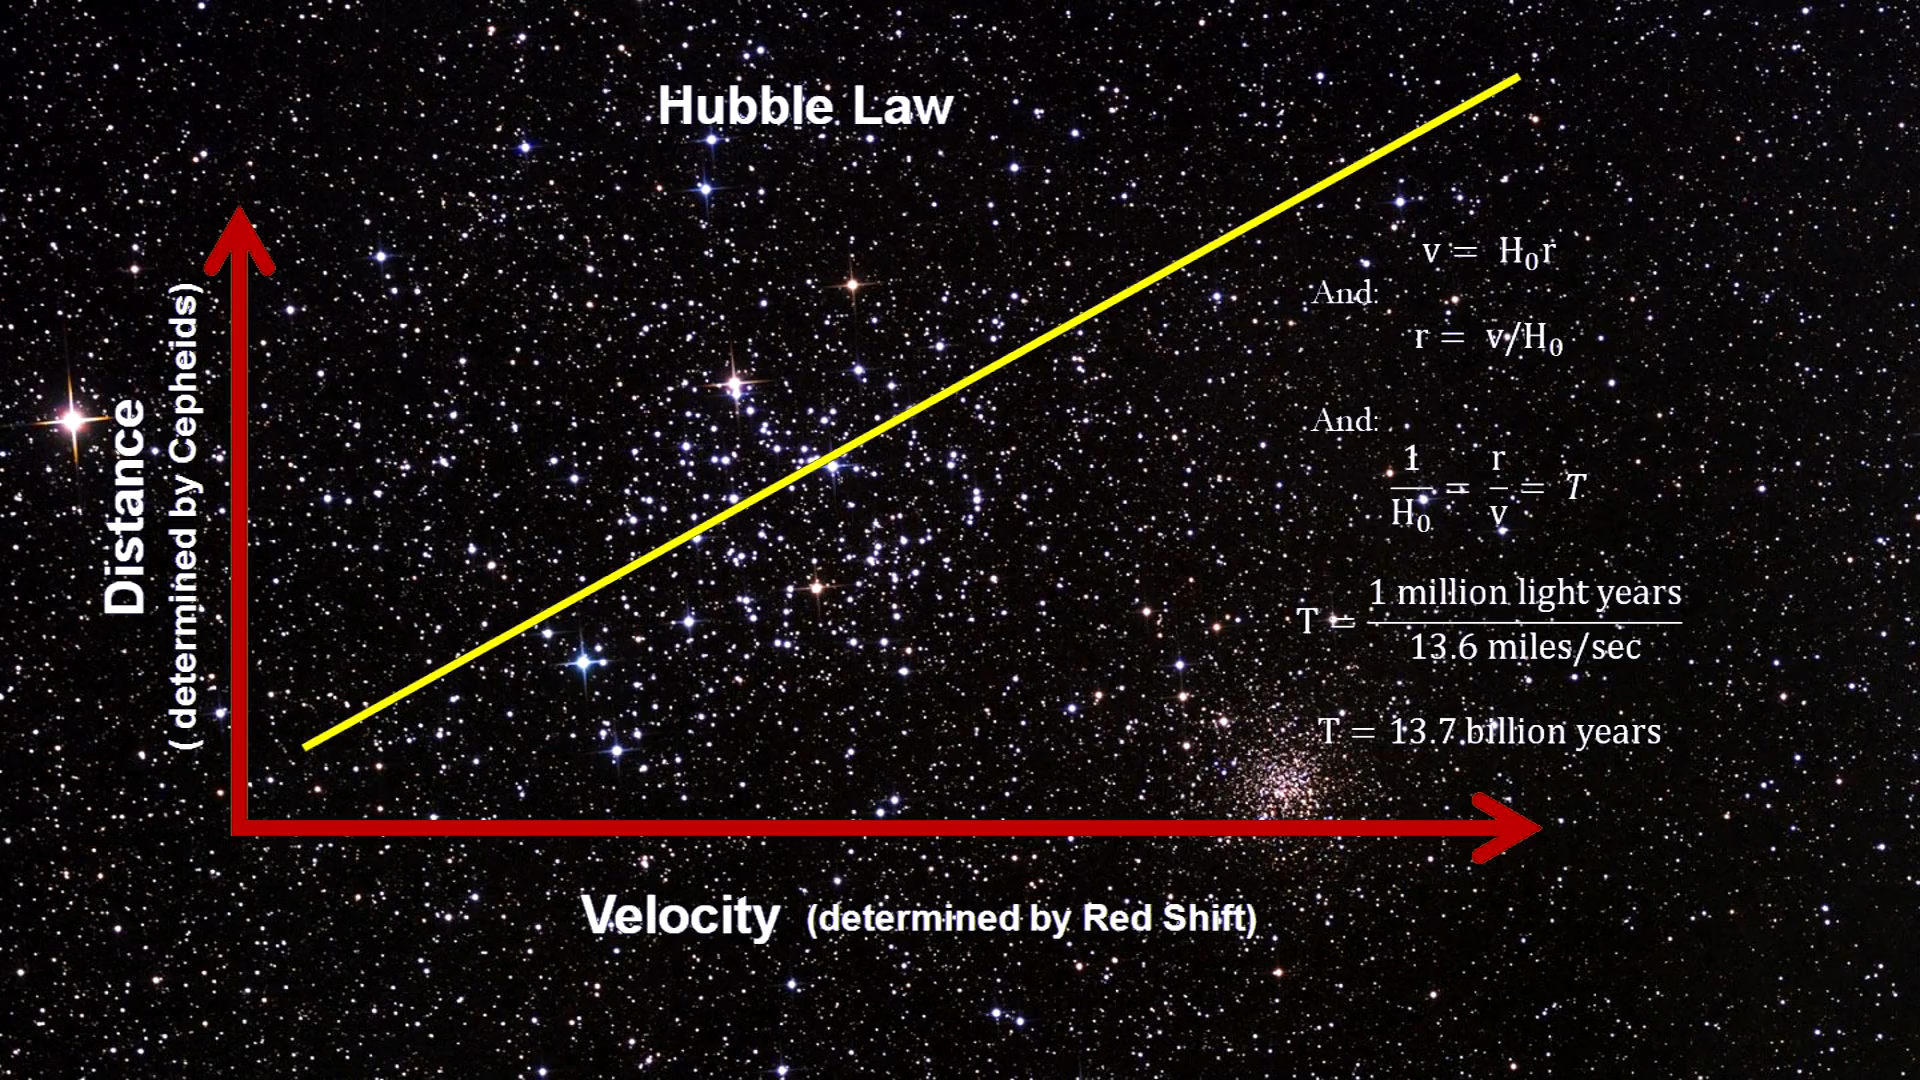 Hubble Law
Distance
(determined by Cepheids)
v = H₀r
And:
r = v/H₀
And:
1/H₀ = r/v = T
T = 1 million light years / 13.6 miles/sec
T = 13.7 billion years
Velocity (determined by Red Shift)